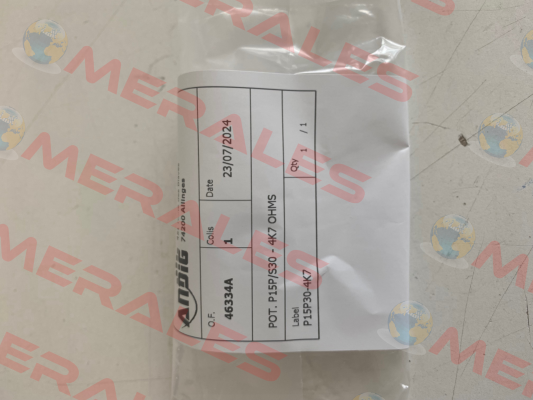 ANDIG
74200 Allinges
O.F. Colis Date
46334A 1 23/07/2024
POT. P15P/S30 - 4K7 OHMS
Label Qty 1 / 1
P15P30-4K7
MERALES
MERALES
MERALES
MERALES
MERALES